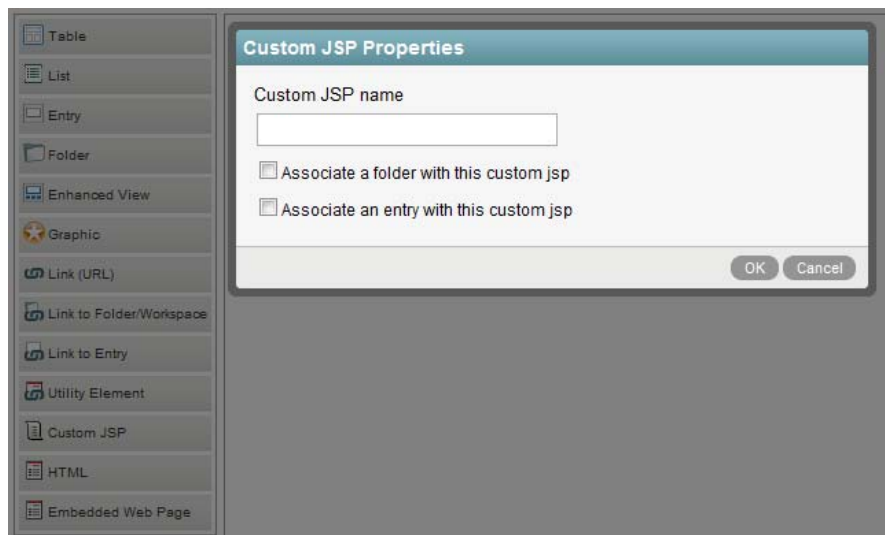 Table
List
Entry
Folder
Enhanced View
Graphic
Link (URL)
Link to Folder/Workspace
Link to Entry
Utility Element
Custom JSP
HTML
Embedded Web Page
Custom JSP Properties
Custom JSP name
Associate a folder with this custom jsp
Associate an entry with this custom jsp
OK Cancel